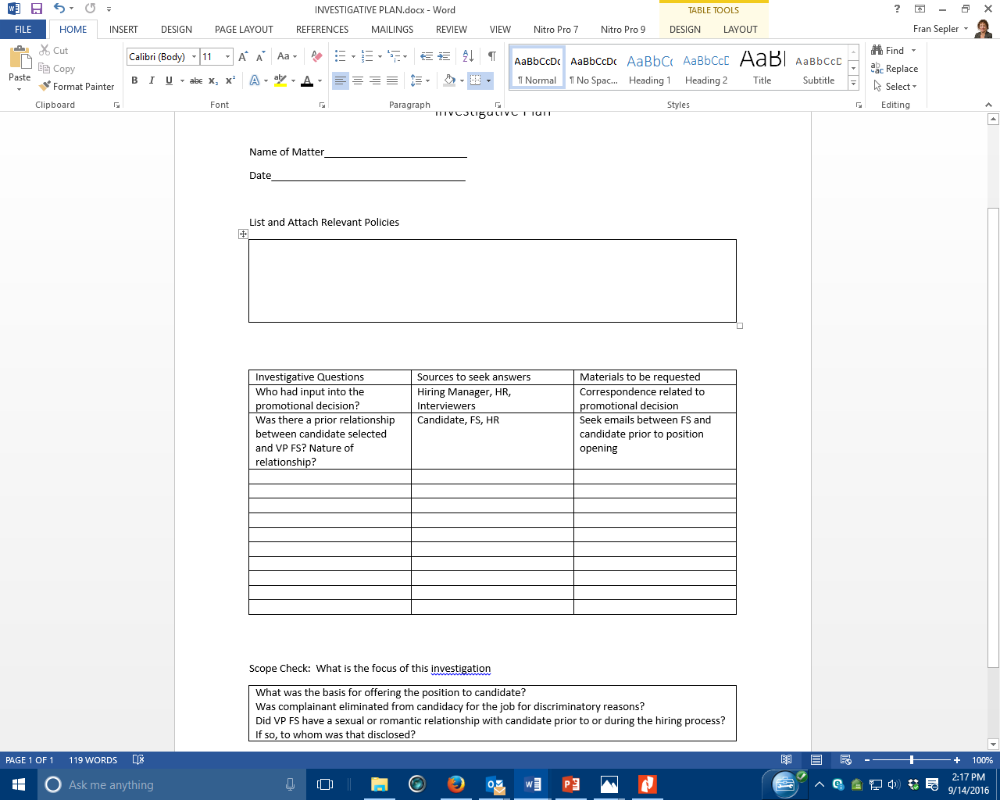 INVESTIGATIVE PLAN.docx - Word
TABLE TOOLS
?
FILE HOME INSERT DESIGN PAGE LAYOUT REFERENCES MAILINGS REVIEW VIEW Nitro Pro 7 Nitro Pro 9 DESIGN LAYOUT Fran Sepler
Paste
Cut
Copy
Format Painter
Calibri (Body) 11
B I U abc x₂ x²
AaBbCcDc AaBbCcDc AaBbCc AaBbCcD AaBl AaBbCcD
¶ Normal ¶ No Spac... Heading 1 Heading 2 Title Subtitle
Find
Replace
Select
Clipboard Font Paragraph Styles Editing
Investigative Plan
Name of Matter__________________________
Date___________________________________
List and Attach Relevant Policies
Investigative Questions Sources to seek answers Materials to be requested
Who had input into the Hiring Manager, HR, Correspondence related to
promotional decision? Interviewers promotional decision
Was there a prior relationship Candidate, FS, HR Seek emails between FS and
between candidate selected candidate prior to position
and VP FS? Nature of opening
relationship?
Scope Check:  What is the focus of this investigation
What was the basis for offering the position to candidate?
Was complainant eliminated from candidacy for the job for discriminatory reasons?
Did VP FS have a sexual or romantic relationship with candidate prior to or during the hiring process?
If so, to whom was that disclosed?
PAGE 1 OF 1 119 WORDS 100%
Ask me anything
2:17 PM
9/14/2016